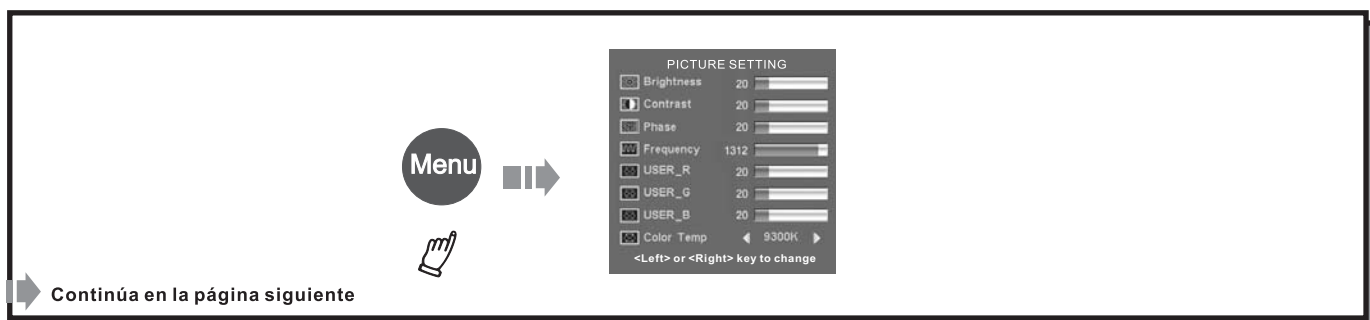 Menu
PICTURE SETTING
Brightness 20
Contrast 20
Phase 20
Frequency 1312
USER_R 20
USER_G 20
USER_B 20
Color Temp 9300K
<Left> or <Right> key to change
Continúa en la página siguiente